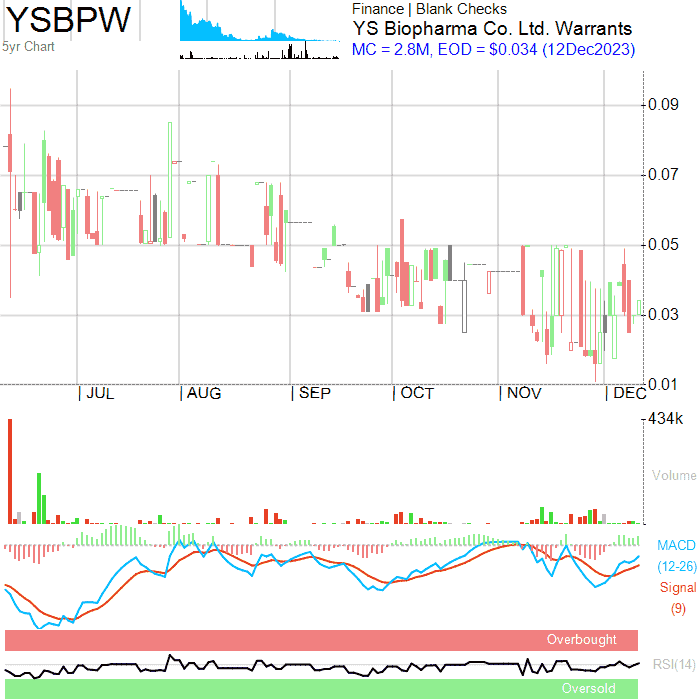 YSBPW
5yr Chart
Finance | Blank Checks
YS Biopharma Co. Ltd. Warrants
MC = 2.8M, EOD = $0.034 (12Dec2023)
0.09
0.07
0.05
0.03
0.01
| JUL | AUG | SEP | OCT | NOV | DEC
434k
Volume
MACD
(12-26)
Signal
(9)
Overbought
RSI(14)
Oversold